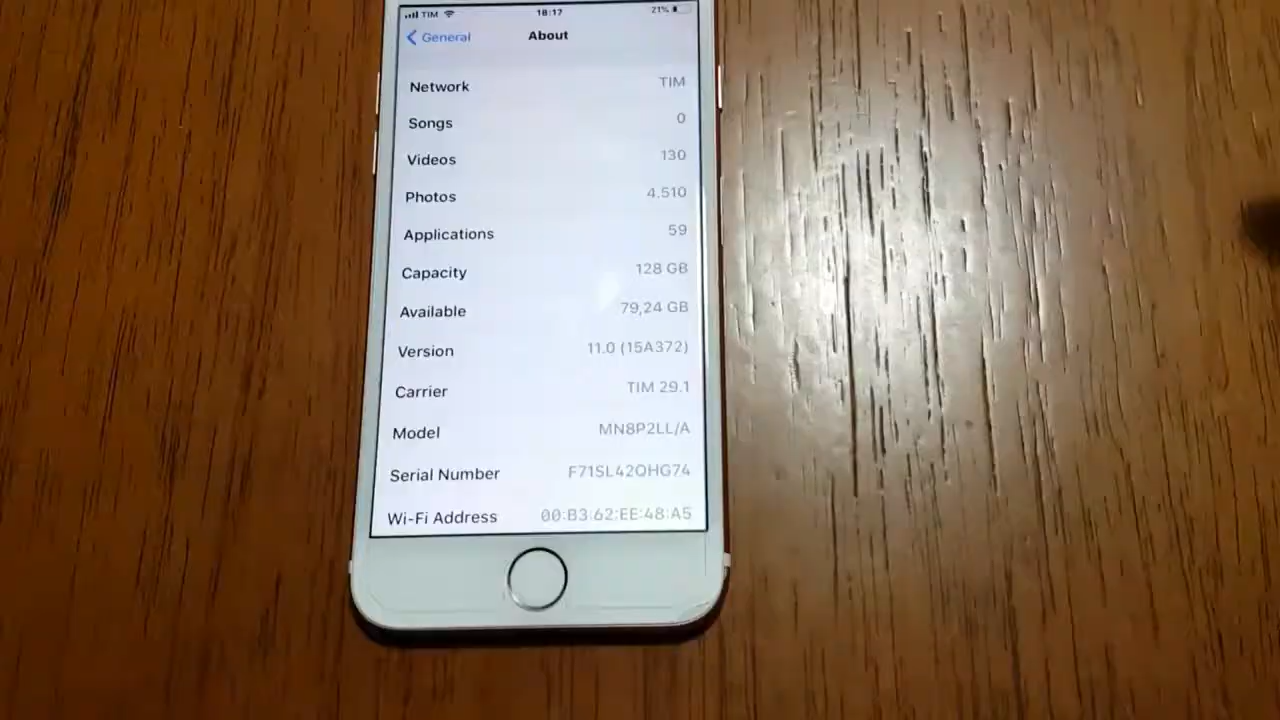 TIM 18:17 21%
General About
Network TIM
Songs 0
Videos 130
Photos 4.510
Applications 59
Capacity 128 GB
Available 79,24 GB
Version 11.0 (15A372)
Carrier TIM 29.1
Model MN8P2LL/A
Serial Number F71SL42QHG74
Wi-Fi Address 00:B3:62:EE:48:A5